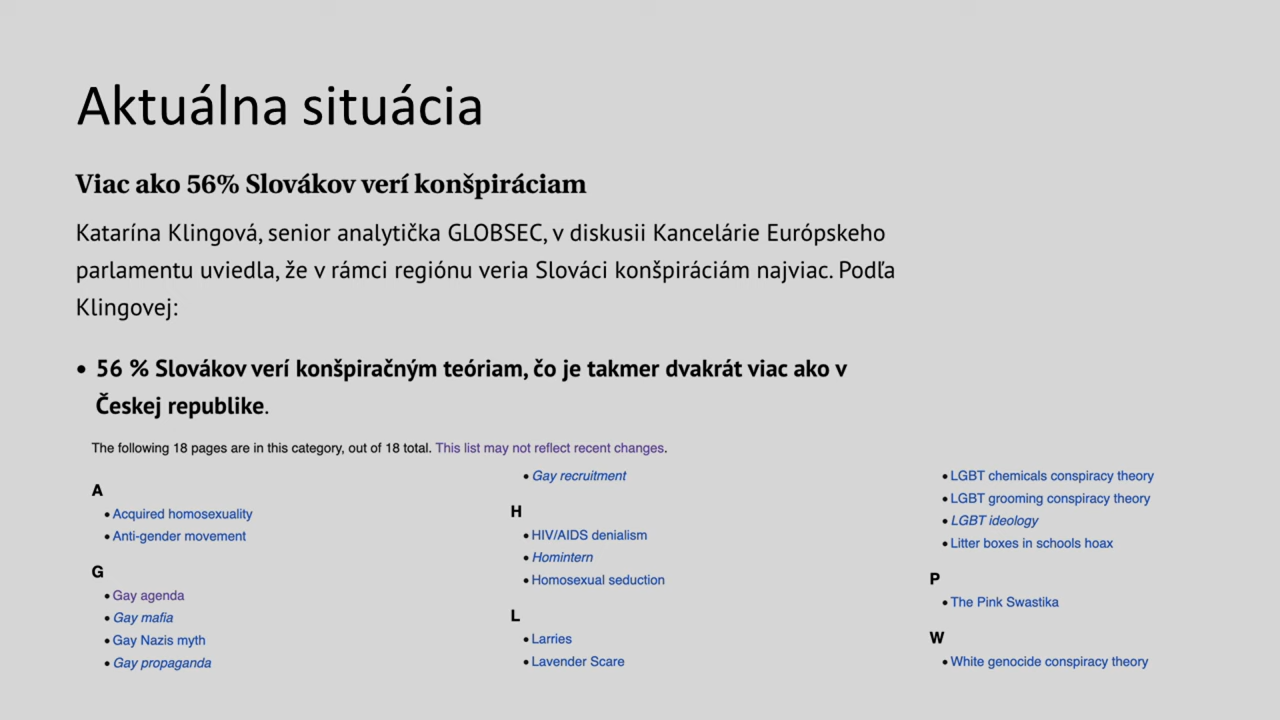 Aktuálna situácia
Viac ako 56% Slovákov verí konšpiráciam
Katarína Klingová, senior analytička GLOBSEC, v diskusii Kancelárie Európskeho
parlamentu uviedla, že v rámci regiónu veria Slováci konšpiráciám najviac. Podľa
Klingovej:
• 56 % Slovákov verí konšpiračným teóriam, čo je takmer dvakrát viac ako v
Českej republike.
The following 18 pages are in this category, out of 18 total. This list may not reflect recent changes.
A
• Acquired homosexuality
• Anti-gender movement
G
• Gay agenda
• Gay mafia
• Gay Nazis myth
• Gay propaganda
• Gay recruitment
H
• HIV/AIDS denialism
• Homintern
• Homosexual seduction
L
• Larries
• Lavender Scare
• LGBT chemicals conspiracy theory
• LGBT grooming conspiracy theory
• LGBT ideology
• Litter boxes in schools hoax
P
• The Pink Swastika
W
• White genocide conspiracy theory